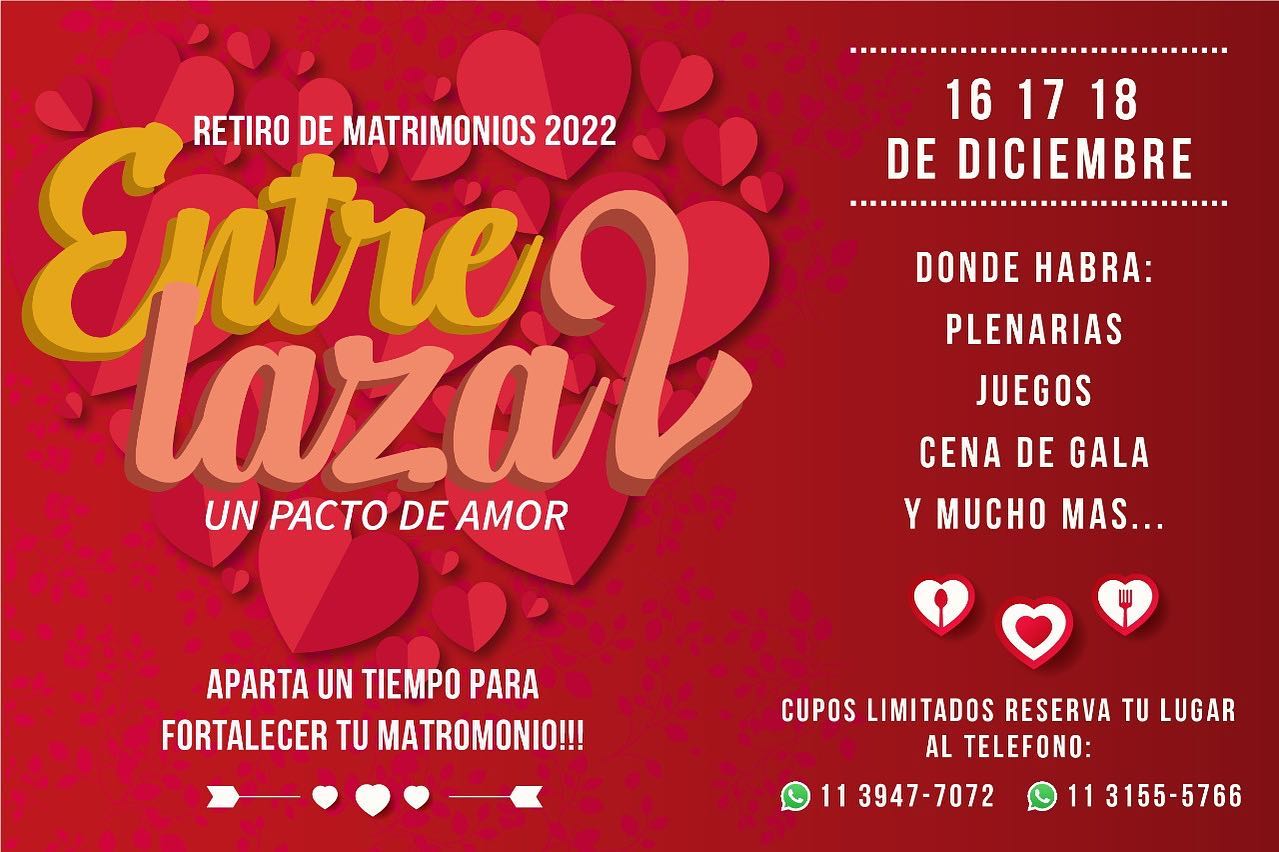 RETIRO DE MATRIMONIOS 2022
Entre
laza2
UN PACTO DE AMOR
APARTA UN TIEMPO PARA
FORTALECER TU MATROMONIO!!!
16 17 18
DE DICIEMBRE
DONDE HABRA:
PLENARIAS
JUEGOS
CENA DE GALA
Y MUCHO MAS...
CUPOS LIMITADOS RESERVA TU LUGAR
AL TELEFONO:
11 3947-7072 11 3155-5766